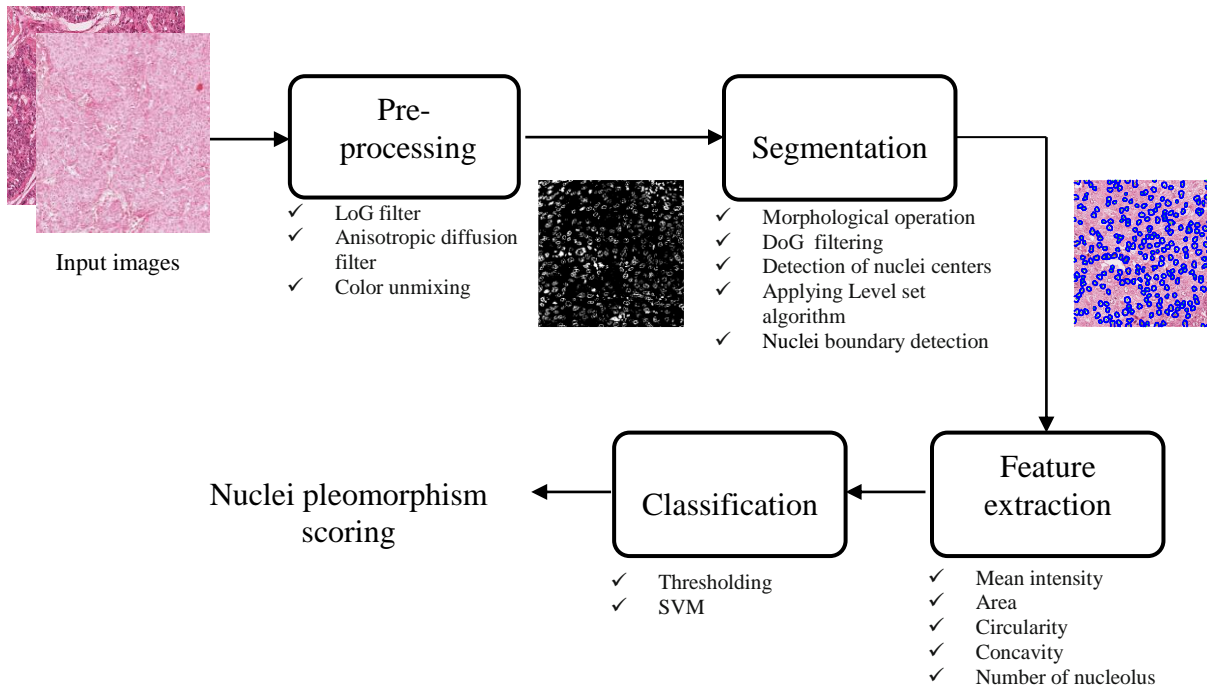 Input images
Pre-
processing
✓ LoG filter
✓ Anisotropic diffusion
filter
✓ Color unmixing
Segmentation
✓ Morphological operation
✓ DoG filtering
✓ Detection of nuclei centers
✓ Applying Level set
algorithm
✓ Nuclei boundary detection
Feature
extraction
✓ Mean intensity
✓ Area
✓ Circularity
✓ Concavity
✓ Number of nucleolus
Classification
✓ Thresholding
✓ SVM
Nuclei pleomorphism
scoring